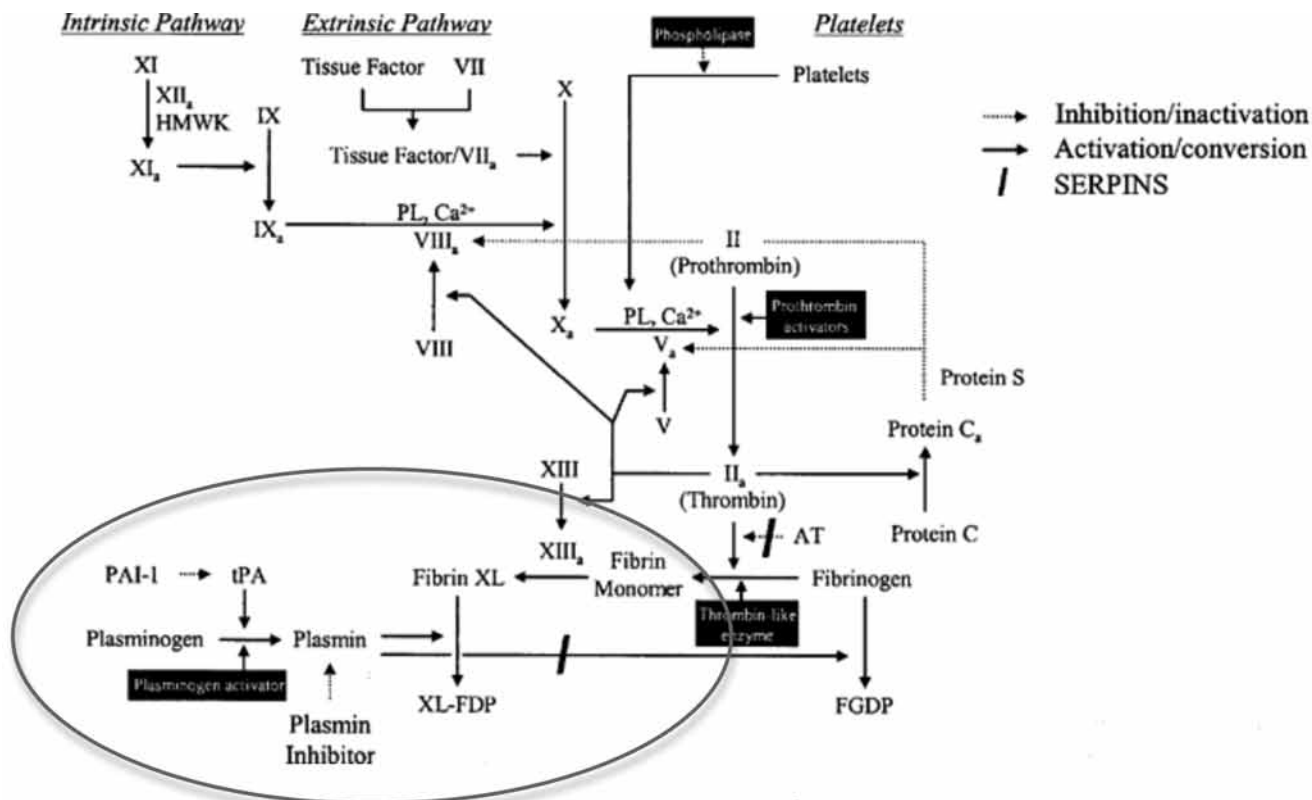 Intrinsic Pathway
Extrinsic Pathway
Phospholipase
Platelets
XI
Tissue Factor
VII
X
Platelets
XIIₐ
HMWK
IX
XIₐ
Tissue Factor/VIIₐ
Inhibition/inactivation
Activation/conversion
SERPINS
IXₐ
PL, Ca²⁺
VIIIₐ
II
(Prothrombin)
VIII
Xₐ
PL, Ca²⁺
Vₐ
Prothrombin
activators
V
Protein S
Protein Cₐ
XIII
IIₐ
(Thrombin)
Protein C
AT
XIIIₐ
PAI-1
tPA
Fibrin XL
Fibrin
Monomer
Fibrinogen
Thrombin-like
enzyme
Plasminogen
Plasmin
Plasminogen activator
XL-FDP
FGDP
Plasmin
Inhibitor